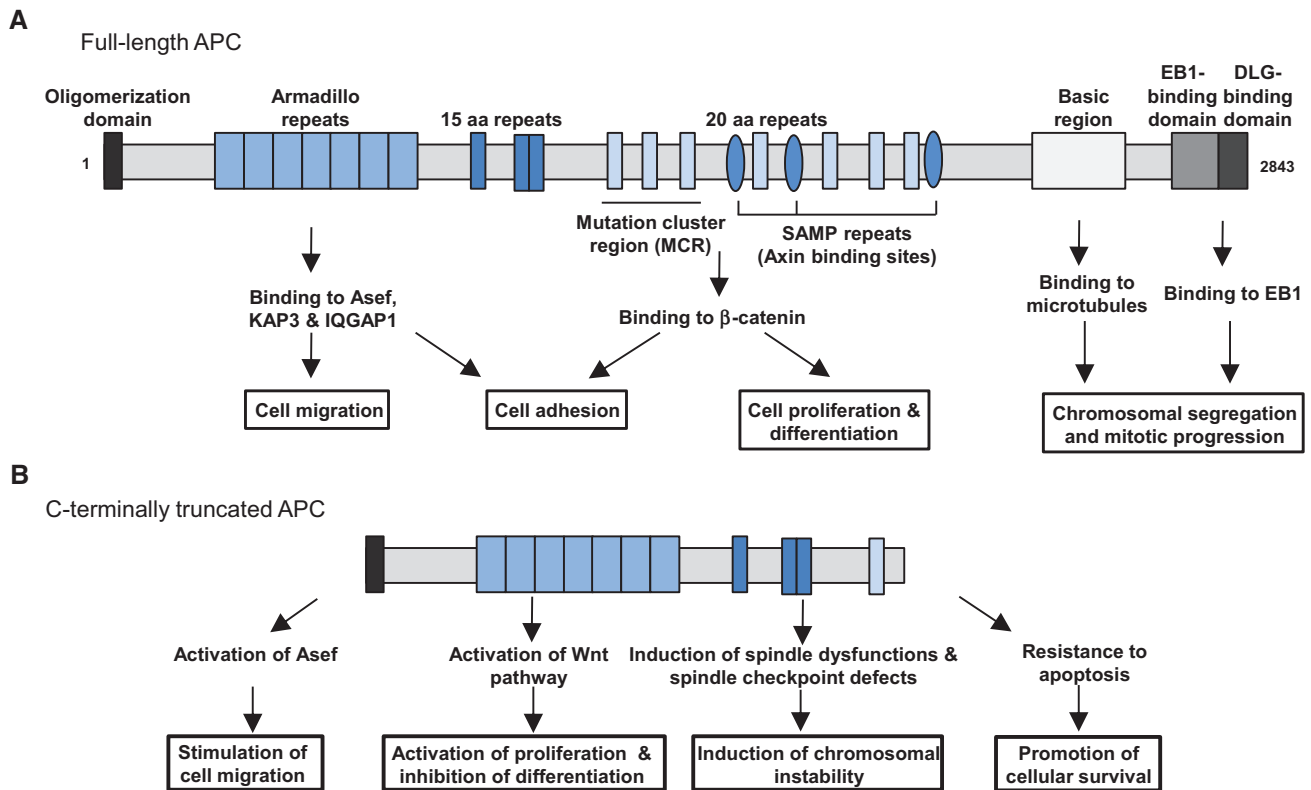 A
Full-length APC
Oligomerization
domain
Armadillo
repeats
15 aa repeats
20 aa repeats
Basic
region
EB1-
binding
domain
DLG-
binding
domain
1
2843
Mutation cluster
region (MCR)
SAMP repeats
(Axin binding sites)
Binding to Asef,
KAP3 & IQGAP1
Binding to β-catenin
Binding to
microtubules
Binding to EB1
Cell migration
Cell adhesion
Cell proliferation &
differentiation
Chromosomal segregation
and mitotic progression
B
C-terminally truncated APC
Activation of Asef
Activation of Wnt
pathway
Induction of spindle dysfunctions &
spindle checkpoint defects
Resistance to
apoptosis
Stimulation of
cell migration
Activation of proliferation &
inhibition of differentiation
Induction of chromosomal
instability
Promotion of
cellular survival